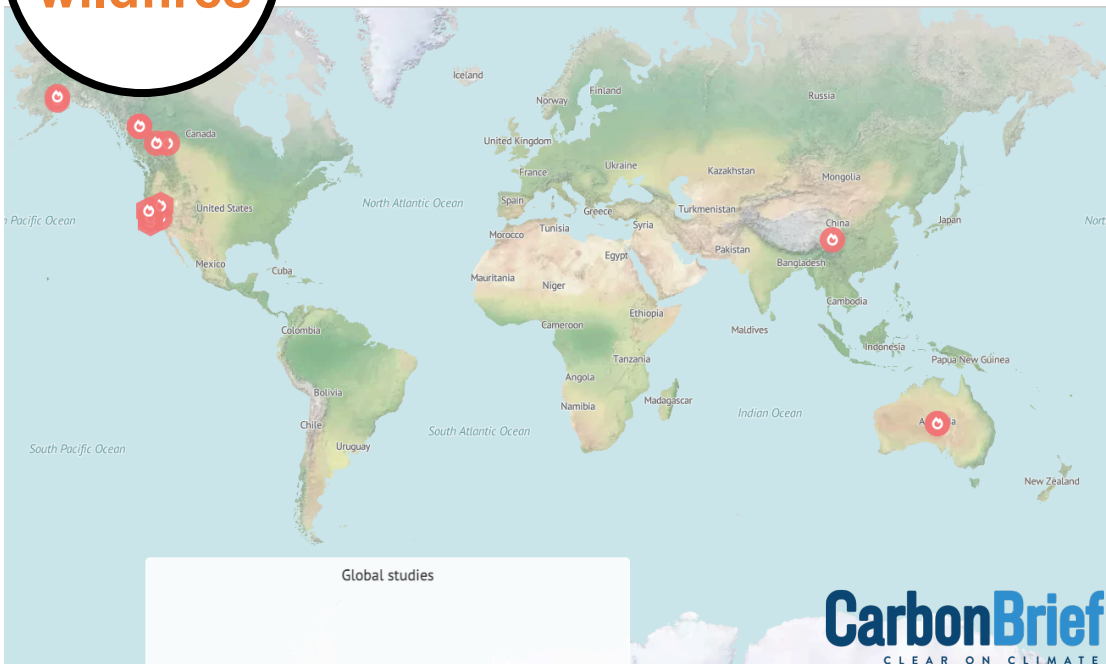 wildfires
Iceland
Finland
Norway
Russia
Canada
United Kingdom
Ukraine
France
Kazakhstan
Mongolia
Spain
North Atlantic Ocean
United States
Greece
Turkmenistan
Pacific Ocean
Tunisia
Syria
China
Japan
Nort
Morocco
Egypt
Pakistan
Mexico
Cuba
Bangladesh
Mauritania
Niger
Cambodia
Ethiopia
Cameroon
Maldives
Colombia
Indonesia
Tanzania
Papua New Guinea
Angola
Bolivia
Madagascar
Namibia
Indian Ocean
Chile
South Atlantic Ocean
Uruguay
South Pacific Ocean
New Zealand
Global studies
CarbonBrief
CLEAR ON CLIMATE